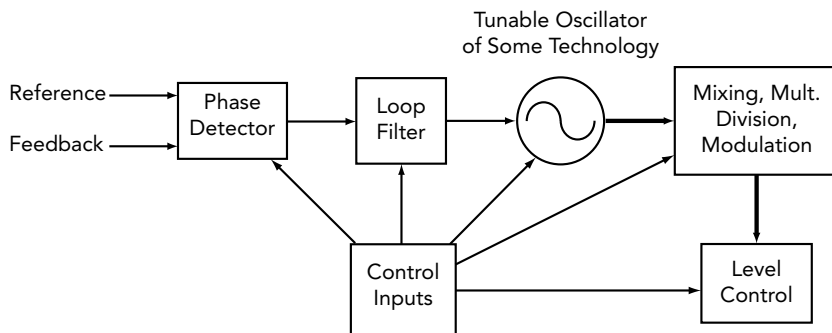 Tunable Oscillator
of Some Technology
Reference
Feedback
Phase
Detector
Loop
Filter
Mixing, Mult.
Division,
Modulation
Control
Inputs
Level
Control